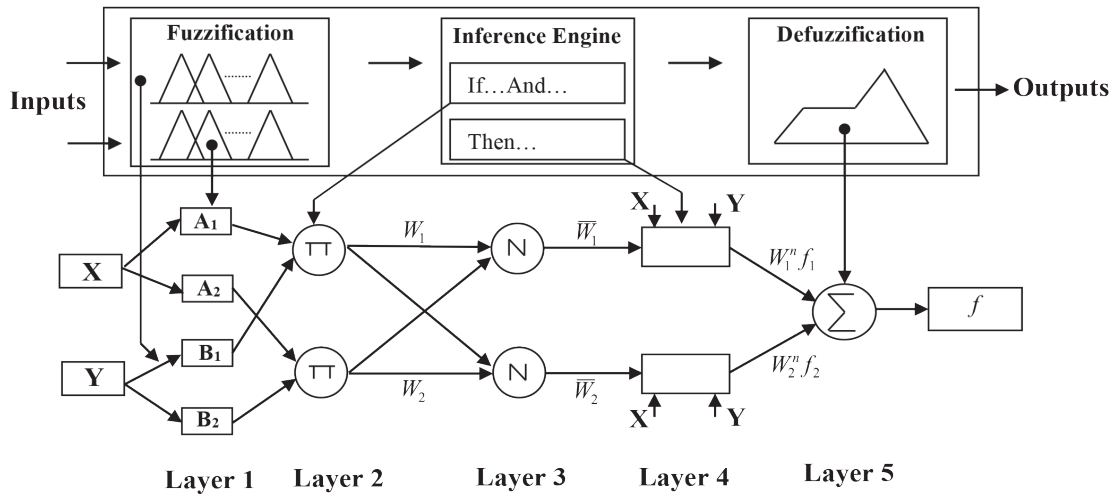 Fuzzification
Inference Engine
Defuzzification
If…And…
Then…
Inputs
Outputs
........
........
X
Y
A1
A2
B1
B2
∏
∏
W₁
W₂
N
N
W̅₁
W̅₂
X
Y
X
Y
W₁ⁿ f₁
W₂ⁿ f₂
Σ
f
Layer 1
Layer 2
Layer 3
Layer 4
Layer 5